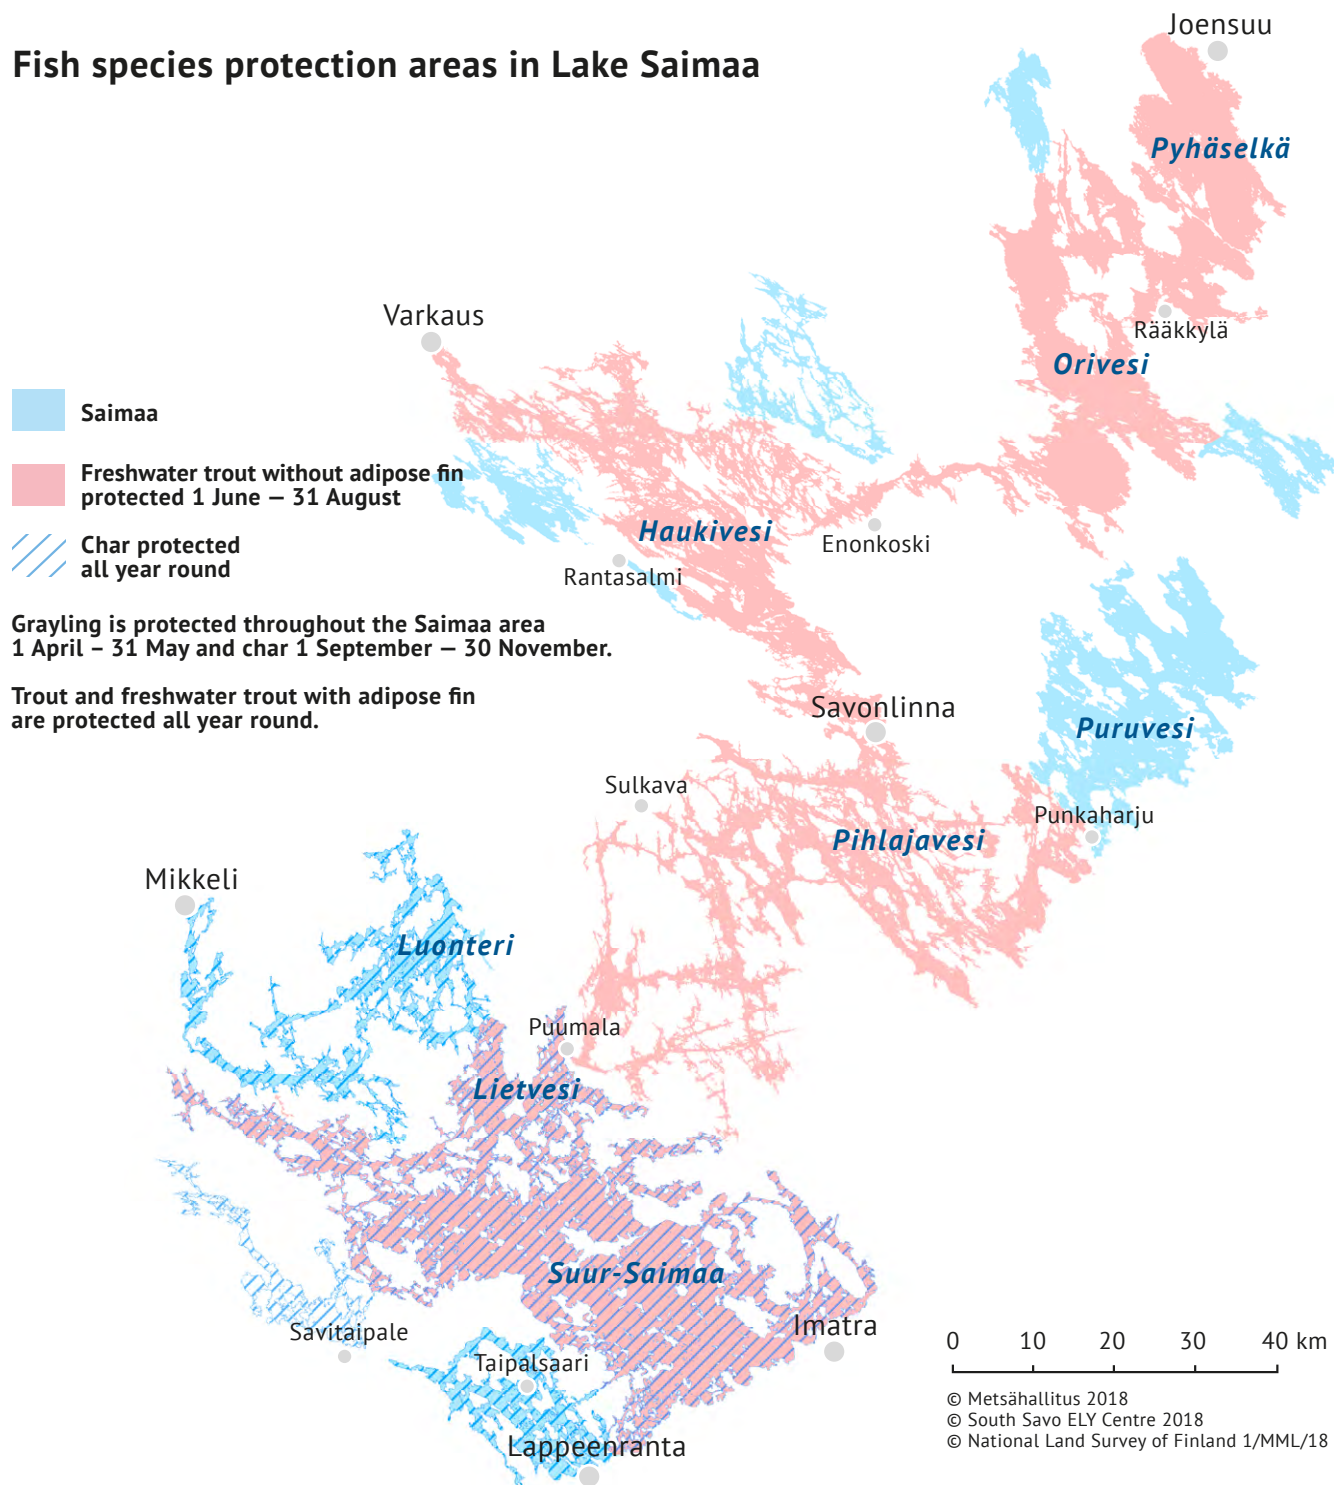 Joensuu
Fish species protection areas in Lake Saimaa
Pyhäselkä
Varkaus
Rääkkylä
Orivesi
Saimaa
Freshwater trout without adipose fin
protected 1 June — 31 August
Haukivesi
Enonkoski
Char protected
all year round
Rantasalmi
Grayling is protected throughout the Saimaa area
1 April – 31 May and char 1 September — 30 November.
Trout and freshwater trout with adipose fin
are protected all year round.
Savonlinna
Puruvesi
Sulkava
Punkaharju
Pihlajavesi
Mikkeli
Luonteri
Puumala
Lietvesi
Suur-Saimaa
Savitaipale
Imatra
Taipalsaari
Lappeenranta
0 10 20 30 40 km
© Metsähallitus 2018
© South Savo ELY Centre 2018
© National Land Survey of Finland 1/MML/18